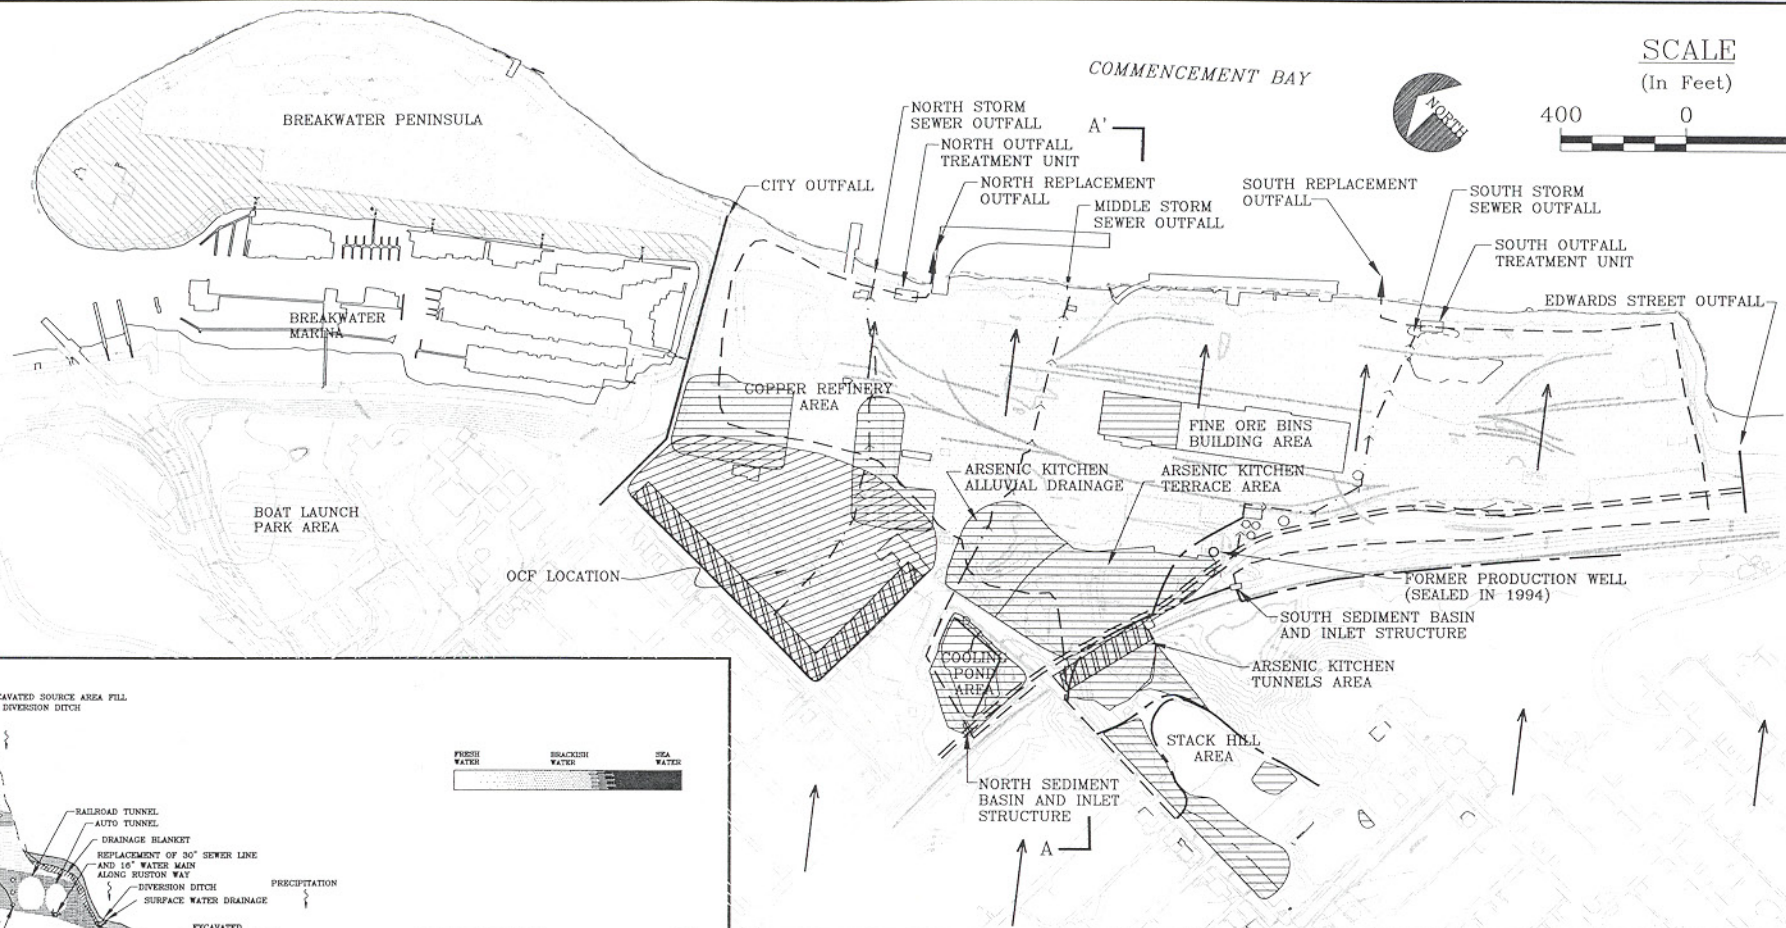 SCALE
(In Feet)
400
0
COMMENCEMENT BAY
NORTH
BREAKWATER PENINSULA
NORTH STORM
SEWER OUTFALL
A'
NORTH OUTFALL
TREATMENT UNIT
CITY OUTFALL
NORTH REPLACEMENT
OUTFALL
MIDDLE STORM
SEWER OUTFALL
SOUTH REPLACEMENT
OUTFALL
SOUTH STORM
SEWER OUTFALL
SOUTH OUTFALL
TREATMENT UNIT
EDWARDS STREET OUTFALL
BREAKWATER
MARINA
COPPER REFINERY
AREA
FINE ORE BINS
BUILDING AREA
ARSENIC KITCHEN
ALLUVIAL DRAINAGE
ARSENIC KITCHEN
TERRACE AREA
BOAT LAUNCH
PARK AREA
OCF LOCATION
FORMER PRODUCTION WELL
(SEALED IN 1994)
SOUTH SEDIMENT BASIN
AND INLET STRUCTURE
COOLING
POND
AREA
ARSENIC KITCHEN
TUNNELS AREA
STACK HILL
AREA
NORTH SEDIMENT
BASIN AND INLET
STRUCTURE
A
SOURCE AREA FILL
DIVERSION DITCH
FRESH
WATER
BRACKISH
WATER
SEA
WATER
RAILROAD TUNNEL
AUTO TUNNEL
DRAINAGE BLANKET
REPLACEMENT OF 30" SEWER LINE
AND 16" WATER MAIN
ALONG RUSTON WAY
DIVERSION DITCH
SURFACE WATER DRAINAGE
PRECIPITATION
EXCAVATED